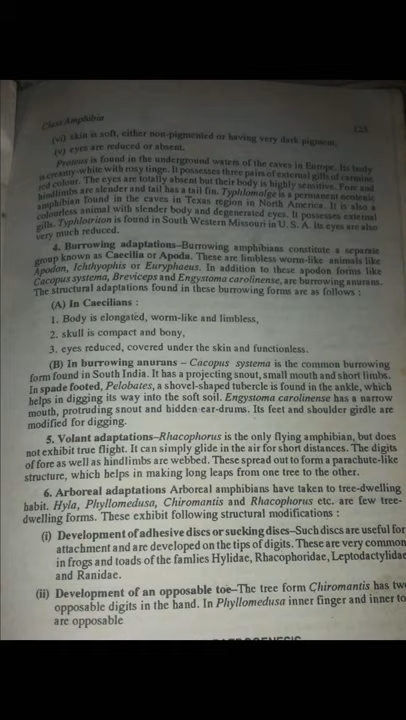 Class Amphibia
123
(vi) skin is soft, either non-pigmented or having very dark pigment,
(v) eyes are reduced or absent.
Proteus is found in the underground waters of the caves in Europe. Its body
is creamy-white with rosy tinge. It possesses three pairs of external gills of carmine
red colour. The eyes are totally absent but their body is highly sensitive. Fore and
hindlimbs are slender and tail has a tail fin. Typhlomolge is a permanent neotenic
amphibian found in the caves in Texas region in North America. It is also a
colourless animal with slender body and degenerated eyes. It possesses external
gills. Typhlotriton is found in South Western Missouri in U. S. A. Its eyes are also
very much reduced.
4. Burrowing adaptations–Burrowing amphibians constitute a separate
group known as Caecilia or Apoda. These are limbless worm-like animals like
Apodon, Ichthyophis or Euryphaeus. In addition to these apodon forms like
Cacopus systema, Breviceps and Engystoma carolinense, are burrowing anurans.
The structural adaptations found in these burrowing forms are as follows :
(A) In Caecilians :
1. Body is elongated, worm-like and limbless,
2. skull is compact and bony,
3. eyes reduced, covered under the skin and functionless.
(B) In burrowing anurans – Cacopus systema is the common burrowing
form found in South India. It has a projecting snout, small mouth and short limbs.
In spade footed, Pelobates, a shovel-shaped tubercle is found in the ankle, which
helps in digging its way into the soft soil. Engystoma carolinense has a narrow
mouth, protruding snout and hidden ear-drums. Its feet and shoulder girdle are
modified for digging.
5. Volant adaptations–Rhacophorus is the only flying amphibian, but does
not exhibit true flight. It can simply glide in the air for short distances. The digits
of fore as well as hindlimbs are webbed. These spread out to form a parachute-like
structure, which helps in making long leaps from one tree to the other.
6. Arboreal adaptations Arboreal amphibians have taken to tree-dwelling
habit. Hyla, Phyllomedusa, Chiromantis and Rhacophorus etc. are few tree-
dwelling forms. These exhibit following structural modifications :
(i) Development of adhesive discs or sucking discs–Such discs are useful for
attachment and are developed on the tips of digits. These are very common
in frogs and toads of the famlies Hylidae, Rhacophoridae, Leptodactylidae
and Ranidae.
(ii) Development of an opposable toe–The tree form Chiromantis has two
opposable digits in the hand. In Phyllomedusa inner finger and inner to
are opposable